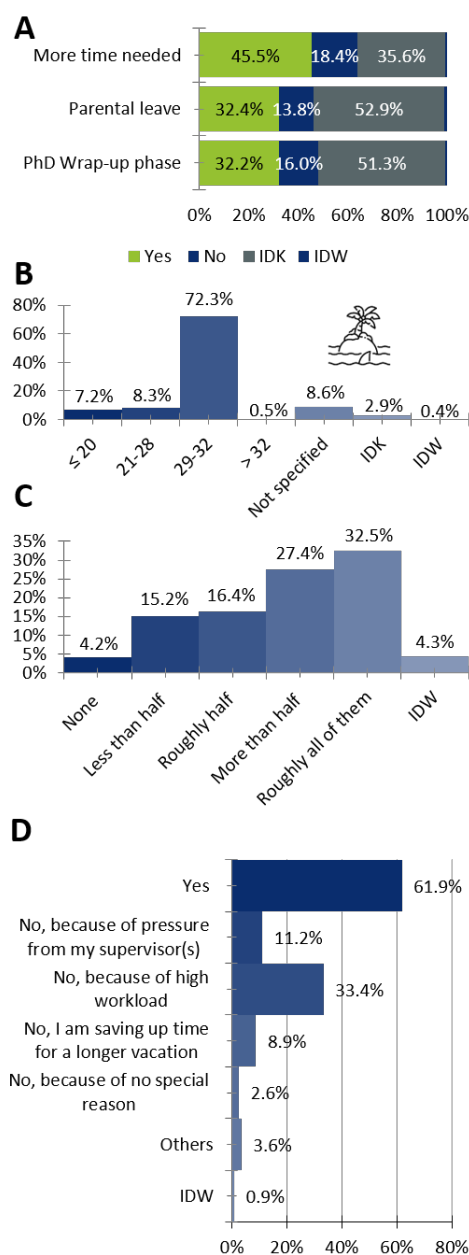 A
More time needed
45.5% 18.4% 35.6%
Parental leave
32.4% 13.8% 52.9%
PhD Wrap-up phase
32.2% 16.0% 51.3%
0% 20% 40% 60% 80% 100%
Yes No IDK IDW
B
80%
60%
40%
20%
0%
7.2% 8.3% 72.3% 0.5% 8.6% 2.9% 0.4%
≤ 20 21-28 29-32 > 32 Not specified IDK IDW
C
35%
30%
25%
20%
15%
10%
5%
0%
4.2% 15.2% 16.4% 27.4% 32.5% 4.3%
None Less than half Roughly half More than half Roughly all of them IDW
D
Yes
61.9%
No, because of pressure
from my supervisor(s)
11.2%
No, because of high
workload
33.4%
No, I am saving up time
for a longer vacation
8.9%
No, because of no special
reason
2.6%
Others
3.6%
IDW
0.9%
0% 20% 40% 60% 80%